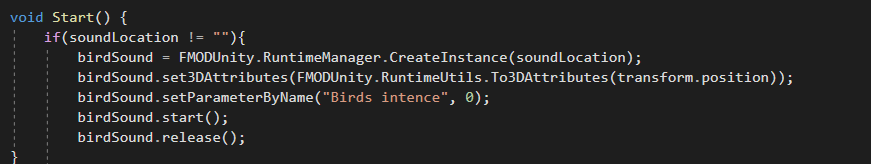 void Start() {
if(soundLocation != ""){
birdSound = FMODUnity.RuntimeManager.CreateInstance(soundLocation);
birdSound.set3DAttributes(FMODUnity.RuntimeUtils.To3DAttributes(transform.position));
birdSound.setParameterByName("Birds intence", 0);
birdSound.start();
birdSound.release();
}